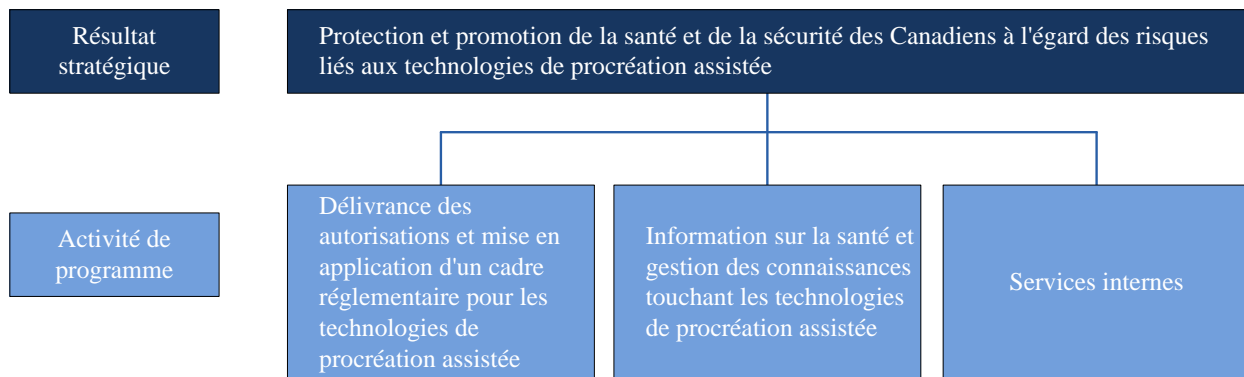 Résultat
stratégique
Protection et promotion de la santé et de la sécurité des Canadiens à l'égard des risques
liés aux technologies de procréation assistée
Activité de
programme
Délivrance des
autorisations et mise en
application d'un cadre
réglementaire pour les
technologies de
procréation assistée
Information sur la santé et
gestion des connaissances
touchant les technologies
de procréation assistée
Services internes